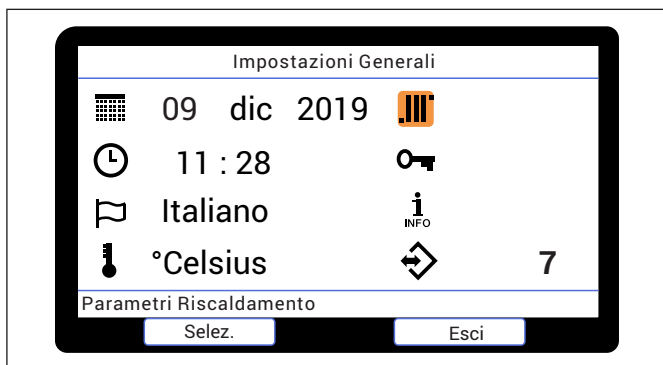 Impostazioni Generali
09 dic 2019
11 : 28
Italiano
INFO
°Celsius
7
Parametri Riscaldamento
Selez.
Esci